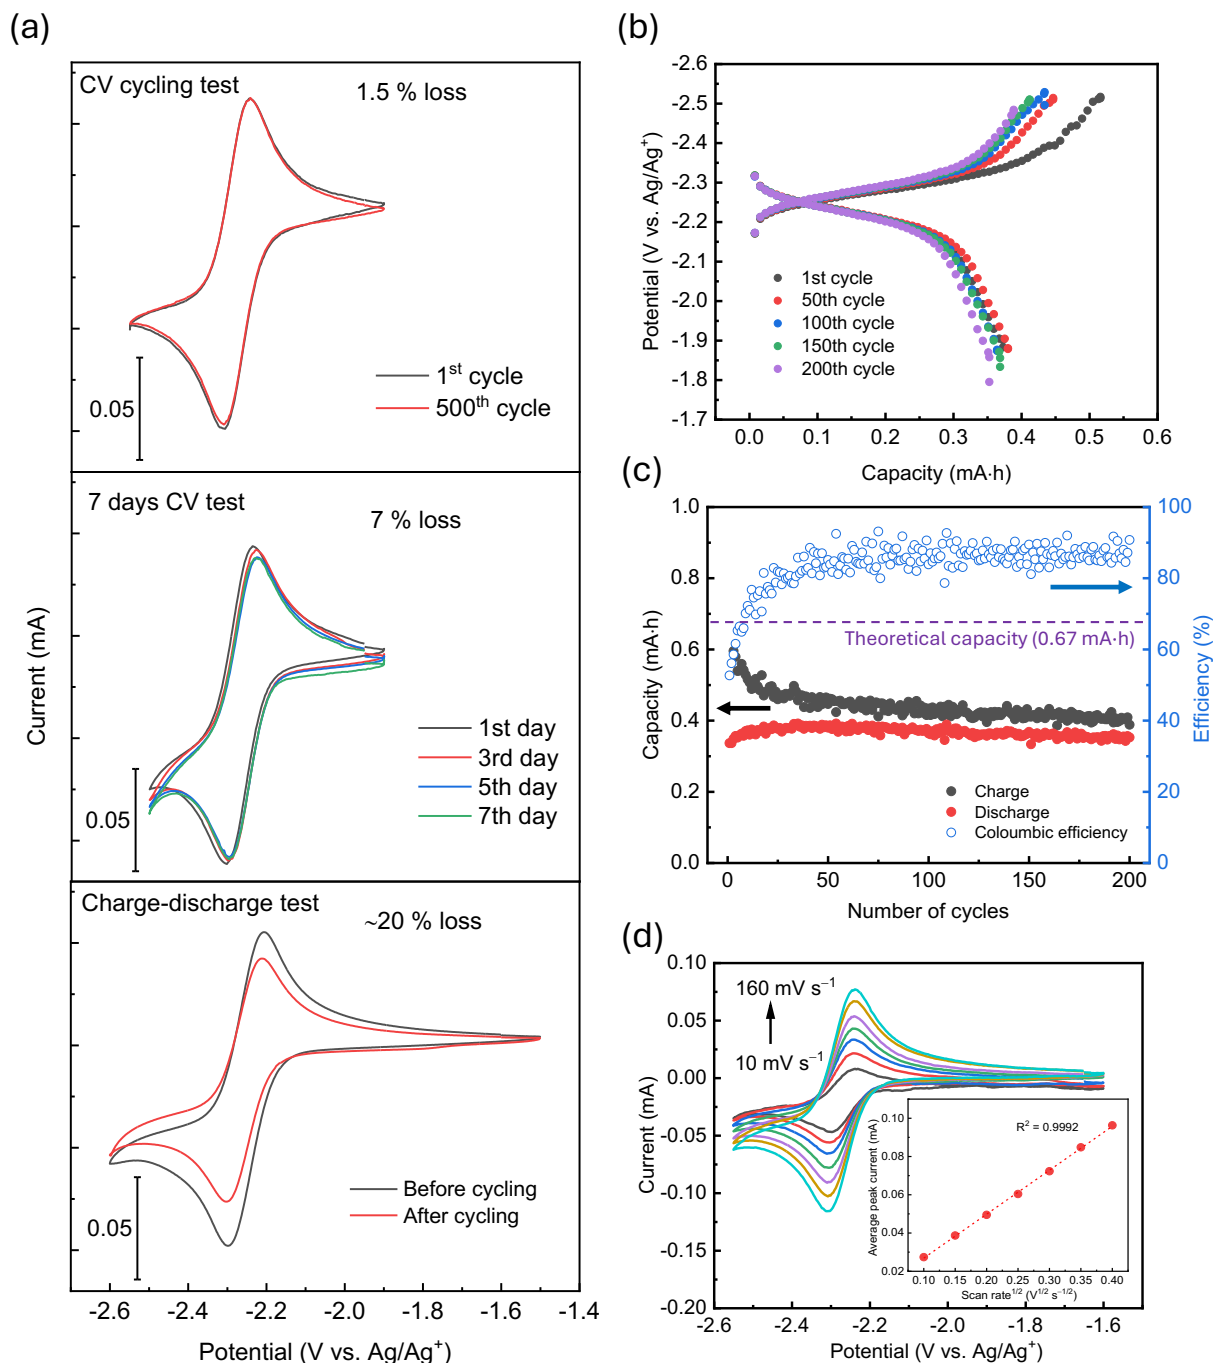 (a)
CV cycling test
1.5 % loss
0.05
1st cycle
500th cycle
7 days CV test
7 % loss
0.05
1st day
3rd day
5th day
7th day
Charge-discharge test
~20 % loss
0.05
Before cycling
After cycling
Current (mA)
-2.6 -2.4 -2.2 -2.0 -1.8 -1.6 -1.4
Potential (V vs. Ag/Ag+)
(b)
-2.6
-2.5
-2.4
-2.3
-2.2
-2.1
-2.0
-1.9
-1.8
-1.7
Potential (V vs. Ag/Ag+)
1st cycle
50th cycle
100th cycle
150th cycle
200th cycle
0.0 0.1 0.2 0.3 0.4 0.5 0.6
Capacity (mA·h)
(c)
1.0
0.8
0.6
0.4
0.2
0.0
Capacity (mA·h)
Theoretical capacity (0.67 mA·h)
Charge
Discharge
Coloumbic efficiency
100
80
60
40
20
0
Efficiency (%)
0 50 100 150 200
Number of cycles
(d)
0.10
0.05
0.00
-0.05
-0.10
-0.15
-0.20
Current (mA)
160 mV s−1
10 mV s−1
R2 = 0.9992
0.10
0.08
0.06
0.04
0.02
Average peak current (mA)
0.10 0.15 0.20 0.25 0.30 0.35 0.40
Scan rate1/2 (V1/2 s−1/2)
-2.6 -2.4 -2.2 -2.0 -1.8 -1.6
Potential (V vs. Ag/Ag+)